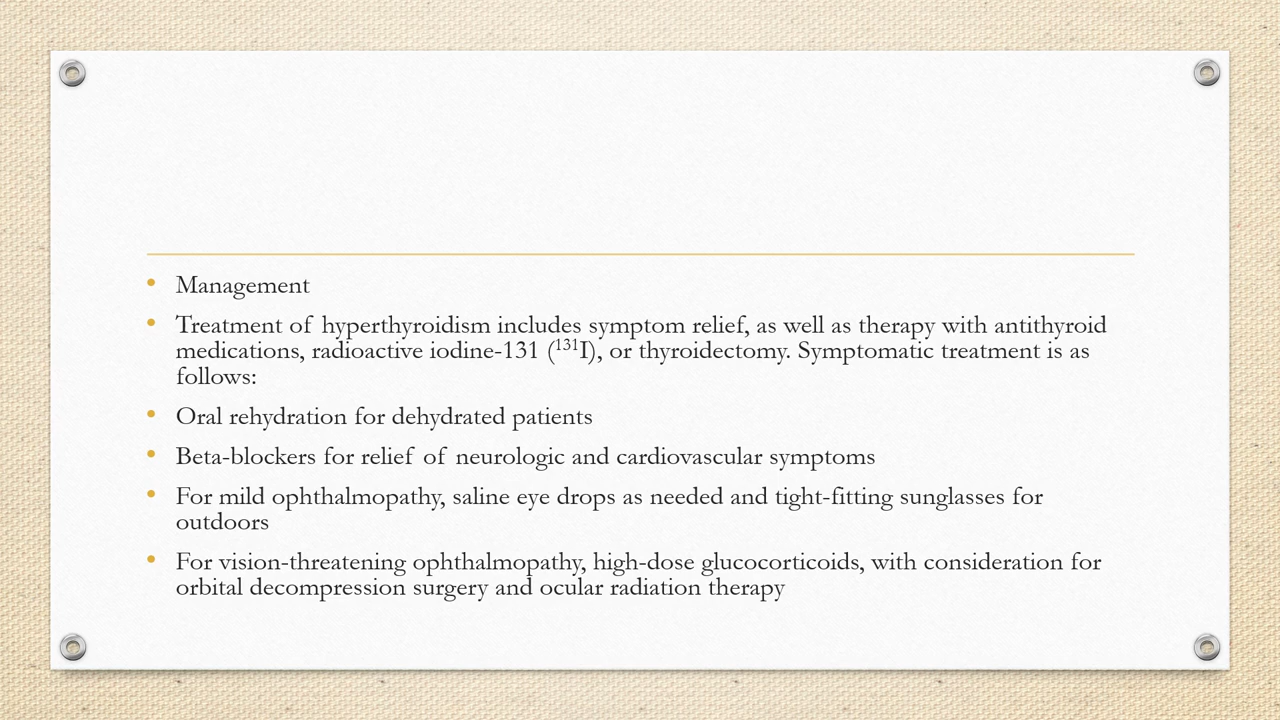 • Management
• Treatment of hyperthyroidism includes symptom relief, as well as therapy with antithyroid
medications, radioactive iodine-131 (¹³¹I), or thyroidectomy. Symptomatic treatment is as
follows:
• Oral rehydration for dehydrated patients
• Beta-blockers for relief of neurologic and cardiovascular symptoms
• For mild ophthalmopathy, saline eye drops as needed and tight-fitting sunglasses for
outdoors
• For vision-threatening ophthalmopathy, high-dose glucocorticoids, with consideration for
orbital decompression surgery and ocular radiation therapy